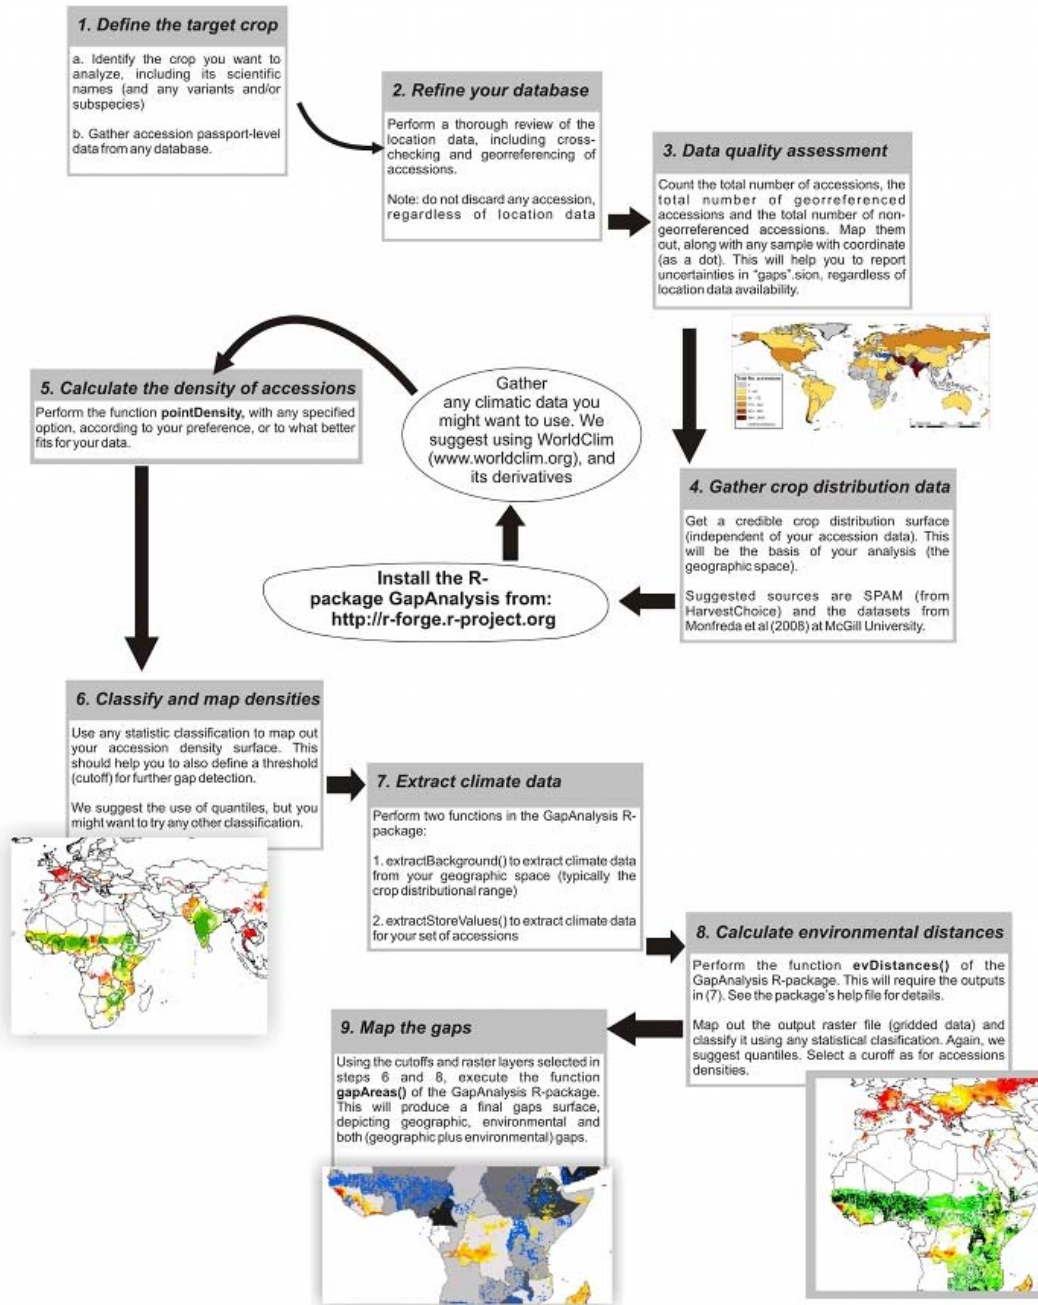 1. Define the target crop
a. Identify the crop you want to
analyze, including its scientific
names (and any variants and/or
subspecies)
b. Gather accession passport-level
data from any database.
2. Refine your database
Perform a thorough review of the
location data, including cross-
checking and georreferencing of
accessions.
Note: do not discard any accession,
regardless of location data
3. Data quality assessment
Count the total number of accessions, the
total number of georreferenced
accessions and the total number of non-
georreferenced accessions. Map them
out, along with any sample with coordinate
(as a dot). This will help you to report
uncertainties in "gaps".sion, regardless of
location data availability.
4. Gather crop distribution data
Get a credible crop distribution surface
(independent of your accession data). This
will be the basis of your analysis (the
geographic space).
Suggested sources are SPAM (from
HarvestChoice) and the datasets from
Monfreda et al (2008) at McGill University.
Install the R-
package GapAnalysis from:
http://r-forge.r-project.org
Gather
any climatic data you
might want to use. We
suggest using WorldClim
(www.worldclim.org), and
its derivatives
5. Calculate the density of accessions
Perform the function pointDensity, with any specified
option, according to your preference, or to what better
fits for your data.
6. Classify and map densities
Use any statistic classification to map out
your accession density surface. This
should help you to also define a threshold
(cutoff) for further gap detection.
We suggest the use of quantiles, but you
might want to try any other classification.
7. Extract climate data
Perform two functions in the GapAnalysis R-
package:
1. extractBackground() to extract climate data
from your geographic space (typically the
crop distributional range)
2. extractStoreValues() to extract climate data
for your set of accessions
8. Calculate environmental distances
Perform the function evDistances() of the
GapAnalysis R-package. This will require the outputs
in (7). See the package's help file for details.
Map out the output raster file (gridded data) and
classify it using any statistical clasification. Again, we
suggest quantiles. Select a curoff as for accessions
densities.
9. Map the gaps
Using the cutoffs and raster layers selected in
steps 6 and 8, execute the function
gapAreas() of the GapAnalysis R-package.
This will produce a final gaps surface,
depicting geographic, environmental and
both (geographic plus environmental) gaps.